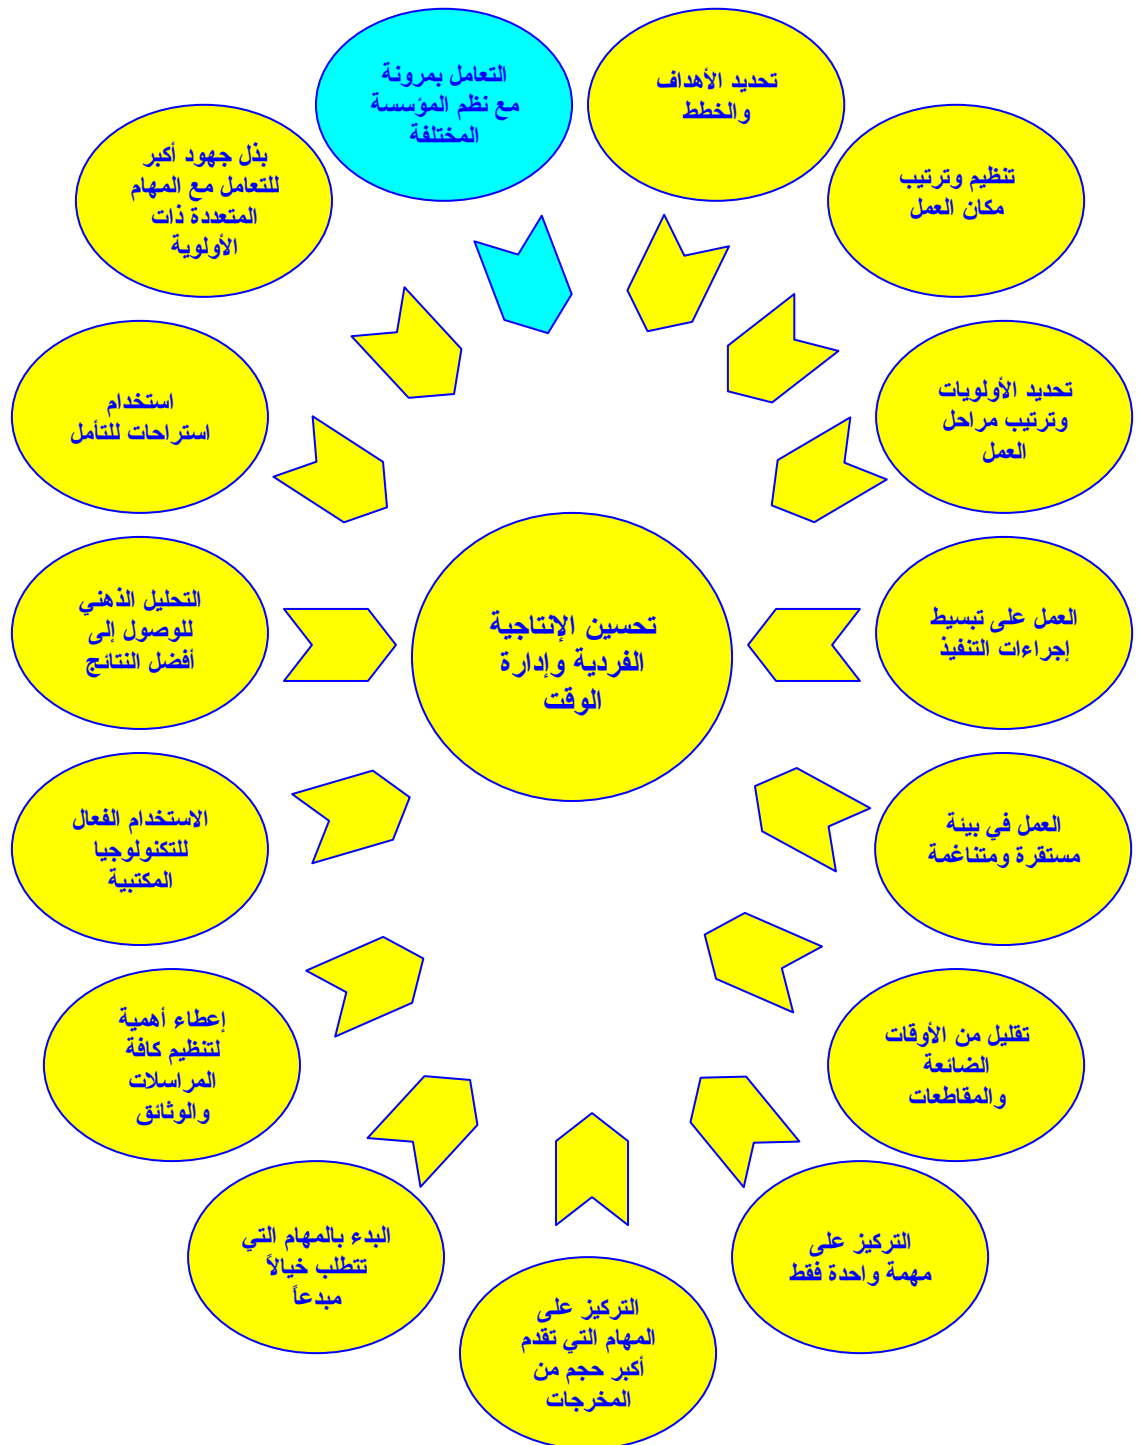 التعامل بمرونة
مع نظم المؤسسة
المختلفة
تحديد الأهداف
والخطط
تنظيم وترتيب
مكان العمل
تحديد الأولويات
وترتيب مراحل
العمل
العمل على تبسيط
إجراءات التنفيذ
العمل في بيئة
مستقرة ومتناغمة
تقليل من الأوقات
الضائعة
والمقاطعات
التركيز على
مهمة واحدة فقط
التركيز على
المهام التي تقدم
أكبر حجم من
المخرجات
البدء بالمهام التي
تتطلب خيالاً
مبدعاً
إعطاء أهمية
لتنظيم كافة
المراسلات
والوثائق
الاستخدام الفعال
للتكنولوجيا
المكتبية
التحليل الذهني
للوصول إلى
أفضل النتائج
استخدام
استراحات للتأمل
بذل جهود أكبر
للتعامل مع المهام
المتعددة ذات
الأولوية
تحسين الإنتاجية
الفردية وإدارة
الوقت